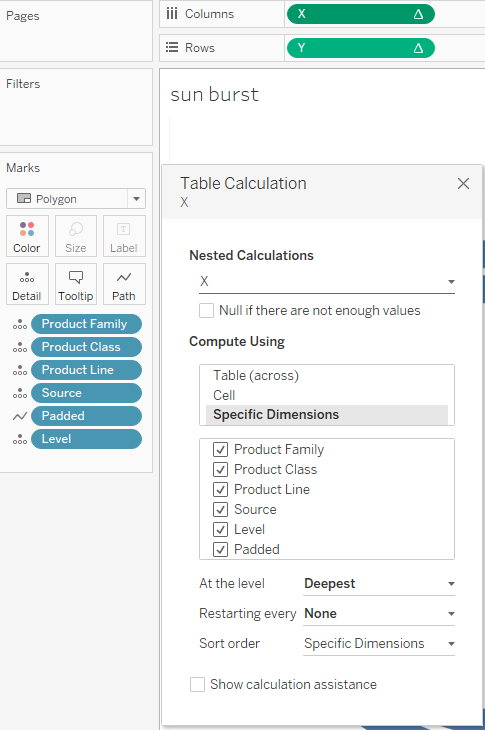 Pages
Columns
X
Rows
Y
Filters
sun burst
Marks
Polygon
Color
Size
Label
Detail
Tooltip
Path
Product Family
Product Class
Product Line
Source
Padded
Level
Table Calculation
X
Nested Calculations
X
Null if there are not enough values
Compute Using
Table (across)
Cell
Specific Dimensions
Product Family
Product Class
Product Line
Source
Level
Padded
At the level Deepest
Restarting every None
Sort order Specific Dimensions
Show calculation assistance